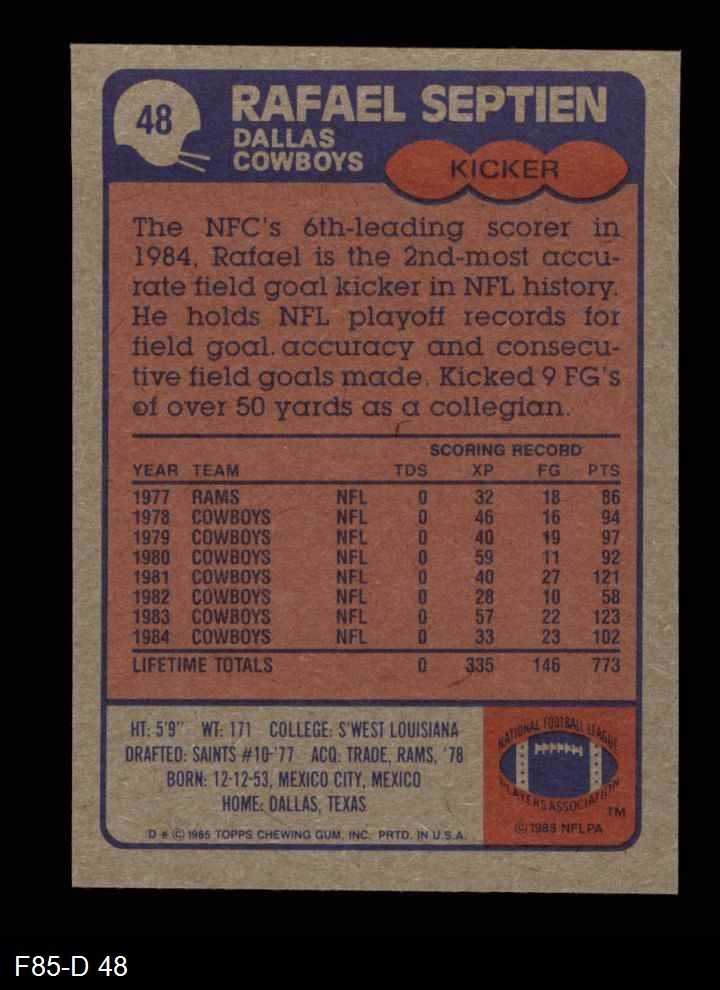 48
RAFAEL SEPTIEN
DALLAS
COWBOYS
KICKER
The NFC's 6th-leading scorer in
1984, Rafael is the 2nd-most accu-
rate field goal kicker in NFL history.
He holds NFL playoff records for
field goal accuracy and consecu-
tive field goals made. Kicked 9 FG's
of over 50 yards as a collegian.
SCORING RECORD
YEAR TEAM TDS XP FG PTS
1977 RAMS NFL 0 32 18 86
1978 COWBOYS NFL 0 46 16 94
1979 COWBOYS NFL 0 40 19 97
1980 COWBOYS NFL 0 59 11 92
1981 COWBOYS NFL 0 40 27 121
1982 COWBOYS NFL 0 28 10 58
1983 COWBOYS NFL 0 57 22 123
1984 COWBOYS NFL 0 33 23 102
LIFETIME TOTALS 0 335 146 773
HT: 5'9" WT: 171 COLLEGE: S'WEST LOUISIANA
DRAFTED: SAINTS #10-'77 ACQ: TRADE, RAMS, '78
BORN: 12-12-53, MEXICO CITY, MEXICO
HOME: DALLAS, TEXAS
D * © 1985 TOPPS CHEWING GUM, INC. PRTD. IN U.S.A.
NATIONAL FOOTBALL LEAGUE
PLAYERS ASSOCIATION
TM
© 1985 NFLPA
F85-D 48